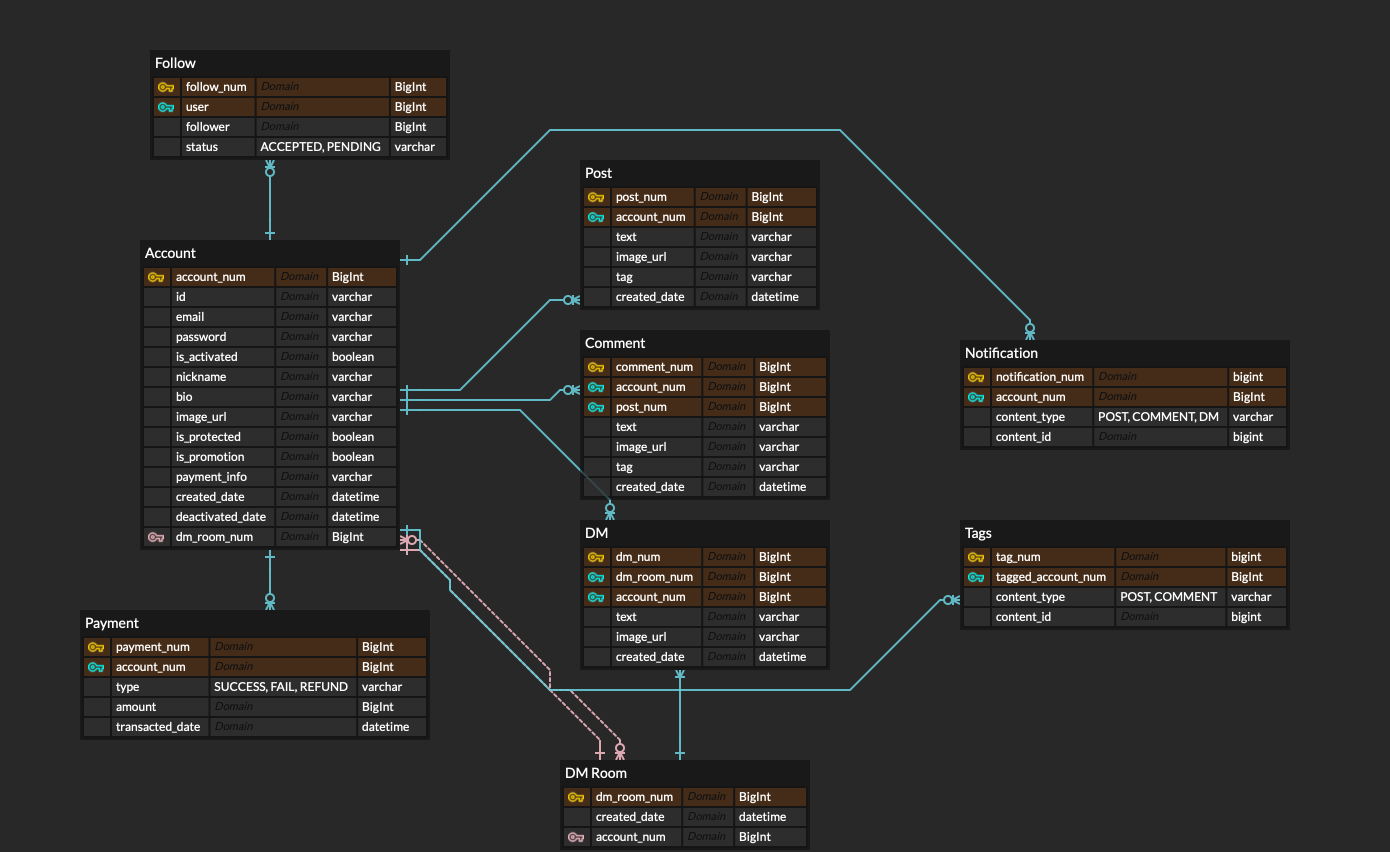 Follow
follow_num Domain BigInt
user Domain BigInt
follower Domain BigInt
status ACCEPTED, PENDING varchar
Account
account_num Domain BigInt
id Domain varchar
email Domain varchar
password Domain varchar
is_activated Domain boolean
nickname Domain varchar
bio Domain varchar
image_url Domain varchar
is_protected Domain boolean
is_promotion Domain boolean
payment_info Domain varchar
created_date Domain datetime
deactivated_date Domain datetime
dm_room_num Domain BigInt
Payment
payment_num Domain BigInt
account_num Domain BigInt
type SUCCESS, FAIL, REFUND varchar
amount Domain BigInt
transacted_date Domain datetime
Post
post_num Domain BigInt
account_num Domain BigInt
text Domain varchar
image_url Domain varchar
tag Domain varchar
created_date Domain datetime
Comment
comment_num Domain BigInt
account_num Domain BigInt
post_num Domain BigInt
text Domain varchar
image_url Domain varchar
tag Domain varchar
created_date Domain datetime
DM
dm_num Domain BigInt
dm_room_num Domain BigInt
account_num Domain BigInt
text Domain varchar
image_url Domain varchar
created_date Domain datetime
DM Room
dm_room_num Domain BigInt
created_date Domain datetime
account_num Domain BigInt
Notification
notification_num Domain bigint
account_num Domain BigInt
content_type POST, COMMENT, DM varchar
content_id Domain bigint
Tags
tag_num Domain bigint
tagged_account_num Domain BigInt
content_type POST, COMMENT varchar
content_id Domain bigint